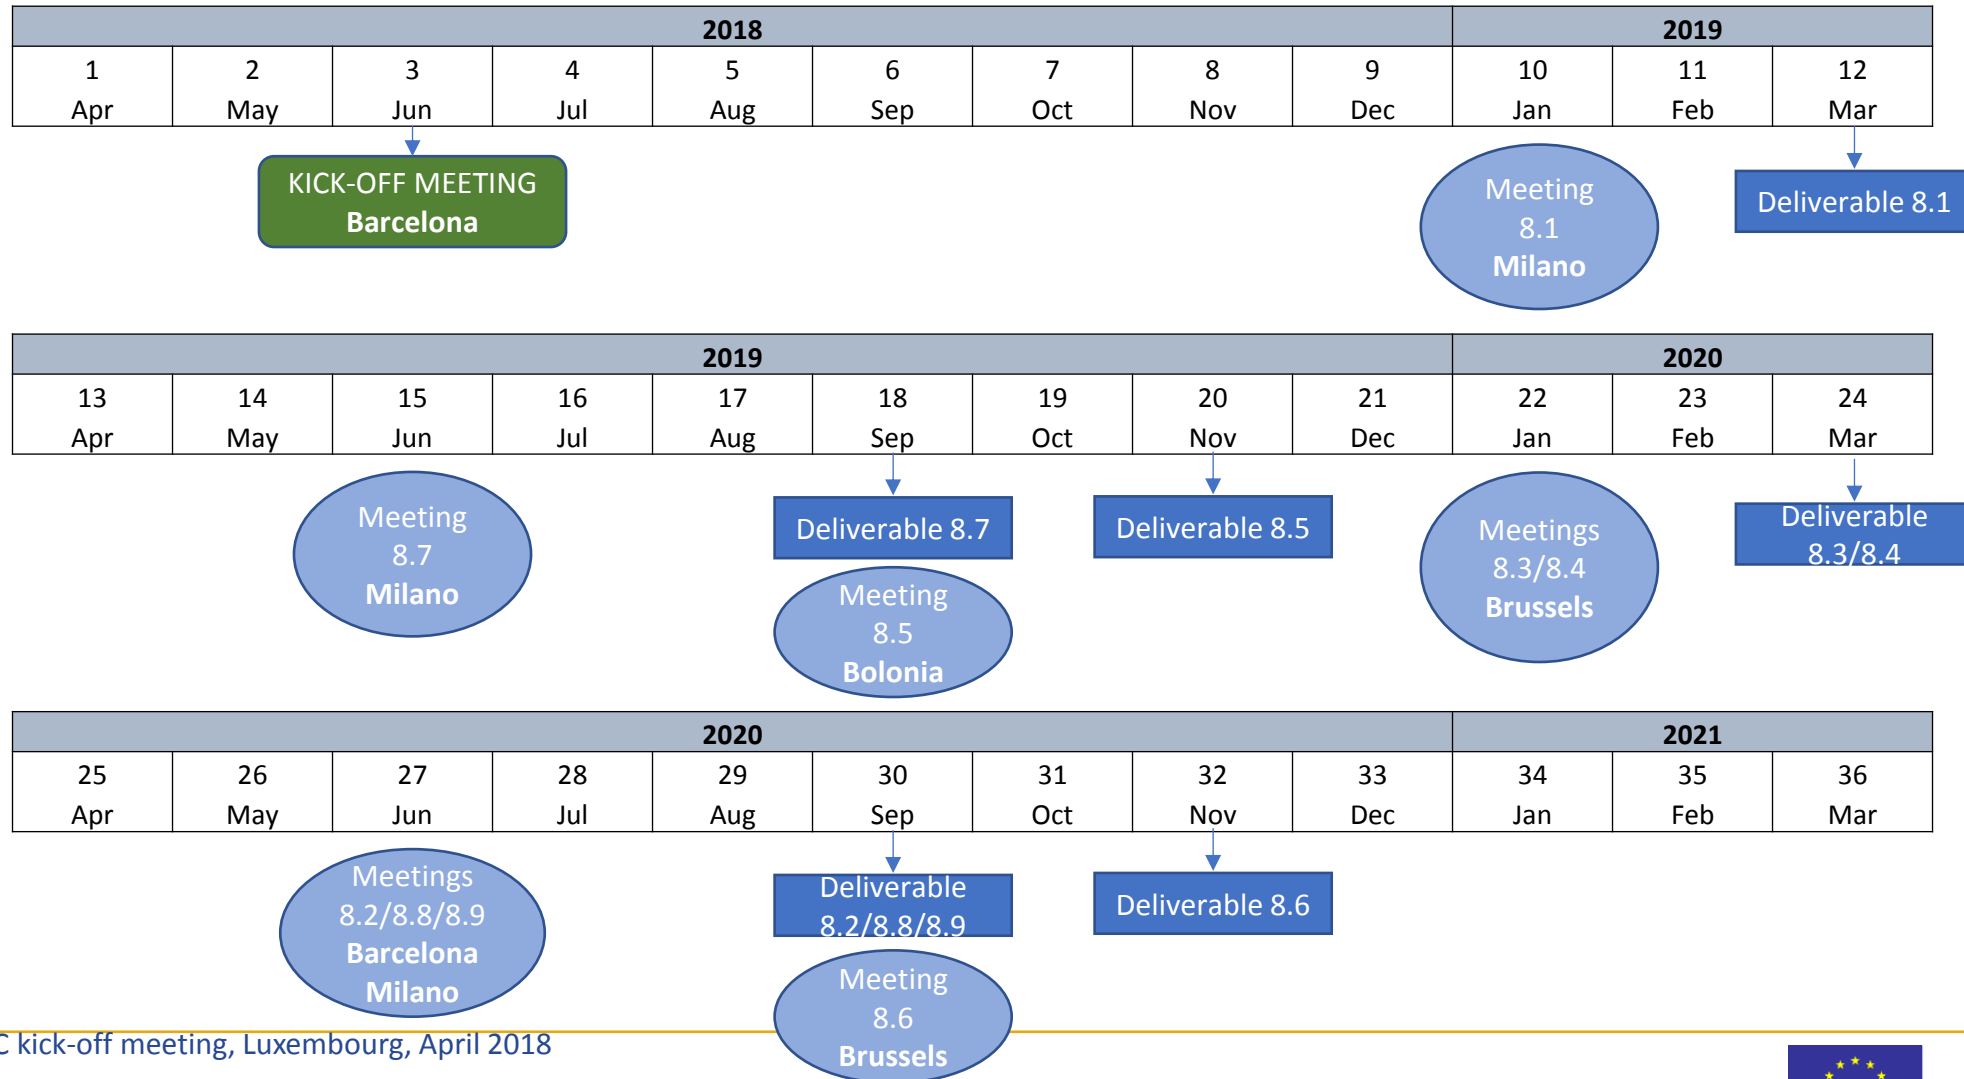 2018 2019
1 2 3 4 5 6 7 8 9 10 11 12
Apr May Jun Jul Aug Sep Oct Nov Dec Jan Feb Mar
KICK-OFF MEETING
Barcelona
Meeting
8.1
Milano
Deliverable 8.1
2019 2020
13 14 15 16 17 18 19 20 21 22 23 24
Apr May Jun Jul Aug Sep Oct Nov Dec Jan Feb Mar
Meeting
8.7
Milano
Deliverable 8.7
Meeting
8.5
Bolonia
Deliverable 8.5
Meetings
8.3/8.4
Brussels
Deliverable
8.3/8.4
2020 2021
25 26 27 28 29 30 31 32 33 34 35 36
Apr May Jun Jul Aug Sep Oct Nov Dec Jan Feb Mar
Meetings
8.2/8.8/8.9
Barcelona
Milano
Deliverable
8.2/8.8/8.9
Meeting
8.6
Brussels
Deliverable 8.6
C kick-off meeting, Luxembourg, April 2018